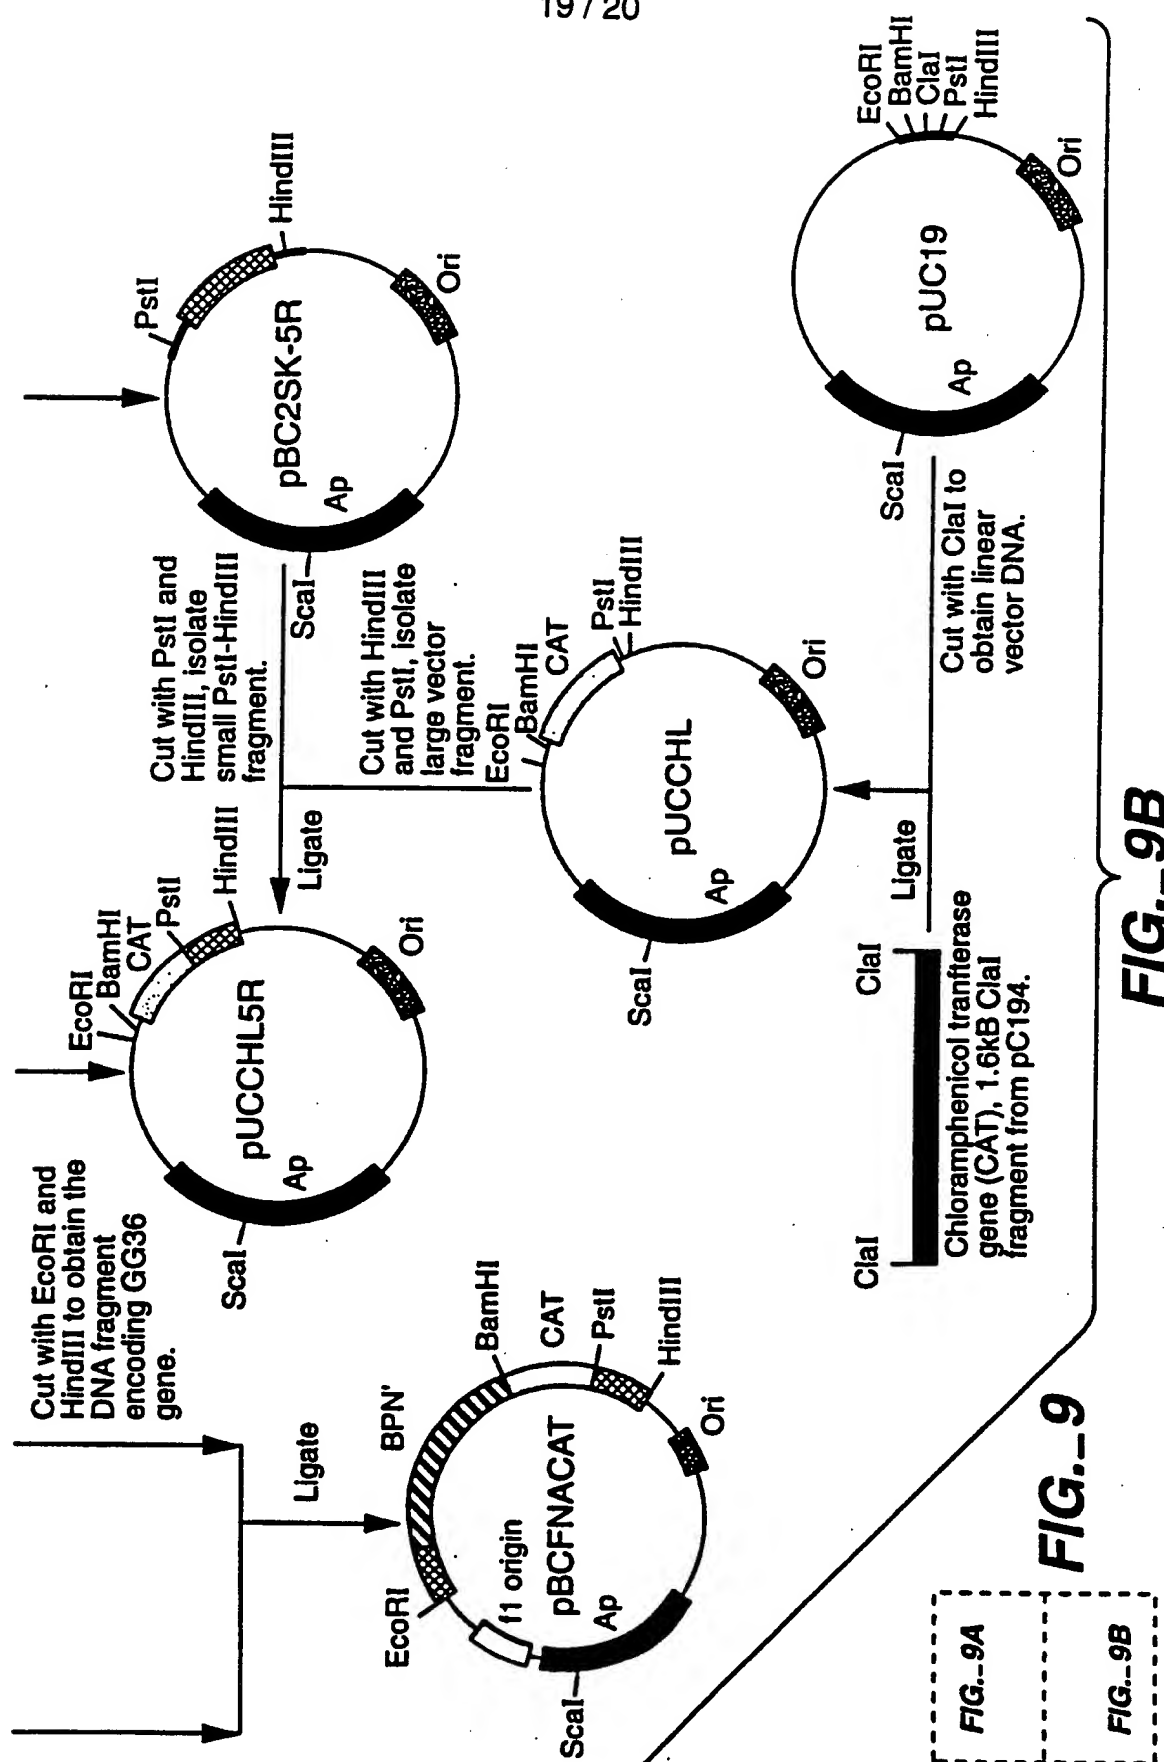 19 / 20
PstI
HindIII
pBC2SK-5R
Ap
Ori
ScaI
EcoRI
BamHI
ClaI
PstI
HindIII
pUC19
Ap
Ori
ScaI
Cut with PstI and
HindIII, isolate
small PstI-HindIII
fragment.
Cut with HindIII
and PstI, isolate
large vector
fragment.
Ligate
EcoRI
BamHI
CAT
PstI
HindIII
pUCCHL
Ap
Ori
ScaI
Cut with ClaI to
obtain linear
vector DNA.
Ligate
ClaI
ClaI
Chloramphenicol tranfterase
gene (CAT), 1.6kB ClaI
fragment from pC194.
EcoRI
BamHI
CAT
PstI
HindIII
pUCCHL5R
Ap
Ori
ScaI
Cut with EcoRI and
HindIII to obtain the
DNA fragment
encoding GG36
gene.
Ligate
EcoRI
BPN'
BamHI
CAT
PstI
HindIII
f1 origin
pBCFNACAT
Ap
Ori
ScaI
FIG._9B
FIG._9
FIG._9A
FIG._9B